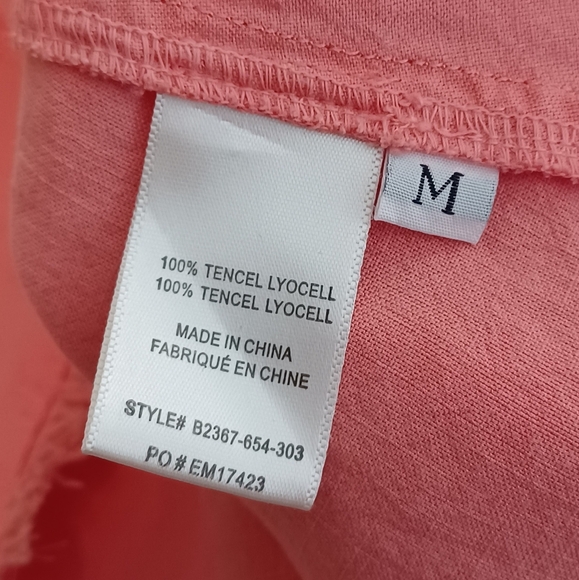 100% TENCEL LYOCELL
100% TENCEL LYOCELL
MADE IN CHINA
FABRIQUÉ EN CHINE
STYLE# B2367-654-303
PO # EM17423
M